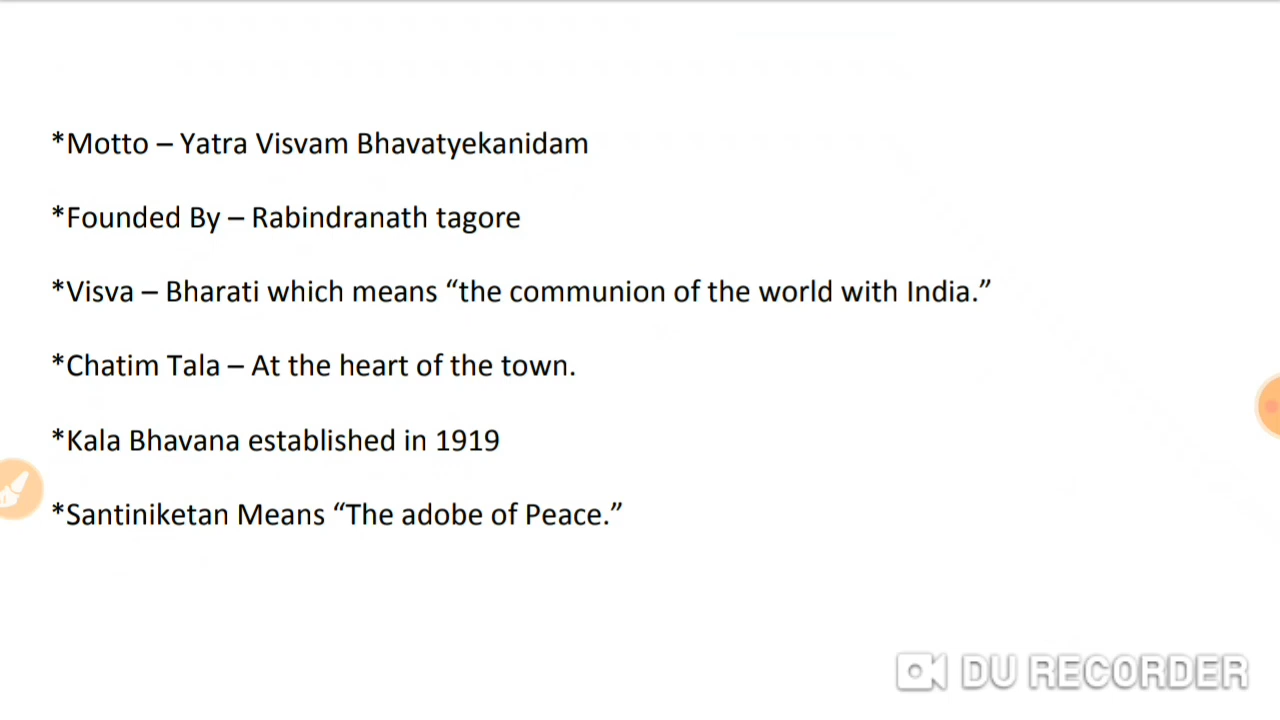 *Motto – Yatra Visvam Bhavatyekanidam
*Founded By – Rabindranath tagore
*Visva – Bharati which means “the communion of the world with India.”
*Chatim Tala – At the heart of the town.
*Kala Bhavana established in 1919
*Santiniketan Means “The adobe of Peace.”
DU RECORDER